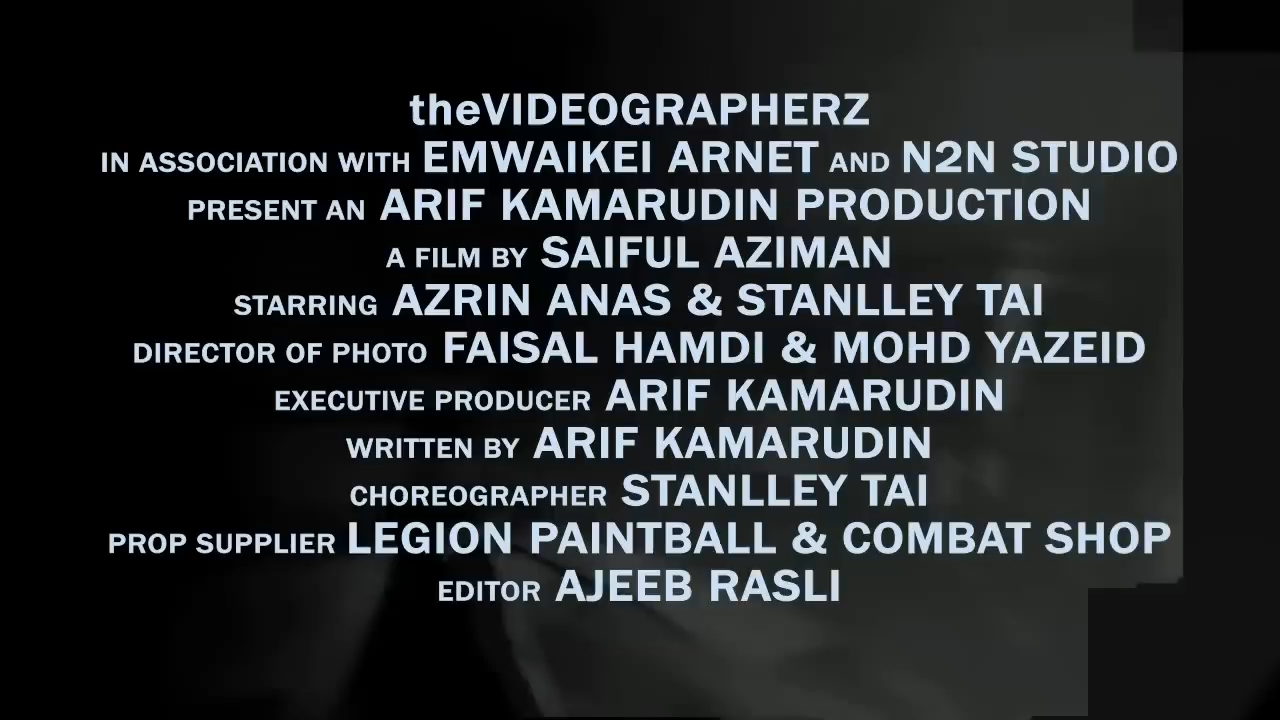 theVIDEOGRAPHERZ
IN ASSOCIATION WITH EMWAIKEI ARNET AND N2N STUDIO
PRESENT AN ARIF KAMARUDIN PRODUCTION
A FILM BY SAIFUL AZIMAN
STARRING AZRIN ANAS & STANLLEY TAI
DIRECTOR OF PHOTO FAISAL HAMDI & MOHD YAZEID
EXECUTIVE PRODUCER ARIF KAMARUDIN
WRITTEN BY ARIF KAMARUDIN
CHOREOGRAPHER STANLLEY TAI
PROP SUPPLIER LEGION PAINTBALL & COMBAT SHOP
EDITOR AJEEB RASLI